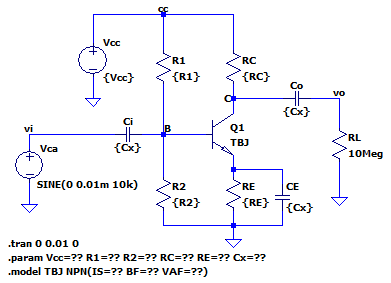 cc
Vcc
{Vcc}
R1
{R1}
RC
{RC}
C
Co
{Cx}
vo
vi
Ci
{Cx}
B
Q1
TBJ
RL
10Meg
Vca
SINE(0 0.01m 10k)
R2
{R2}
RE
{RE}
CE
{Cx}
.tran 0 0.01 0
.param Vcc=?? R1=?? R2=?? RC=?? RE=?? Cx=??
.model TBJ NPN(IS=?? BF=?? VAF=??)